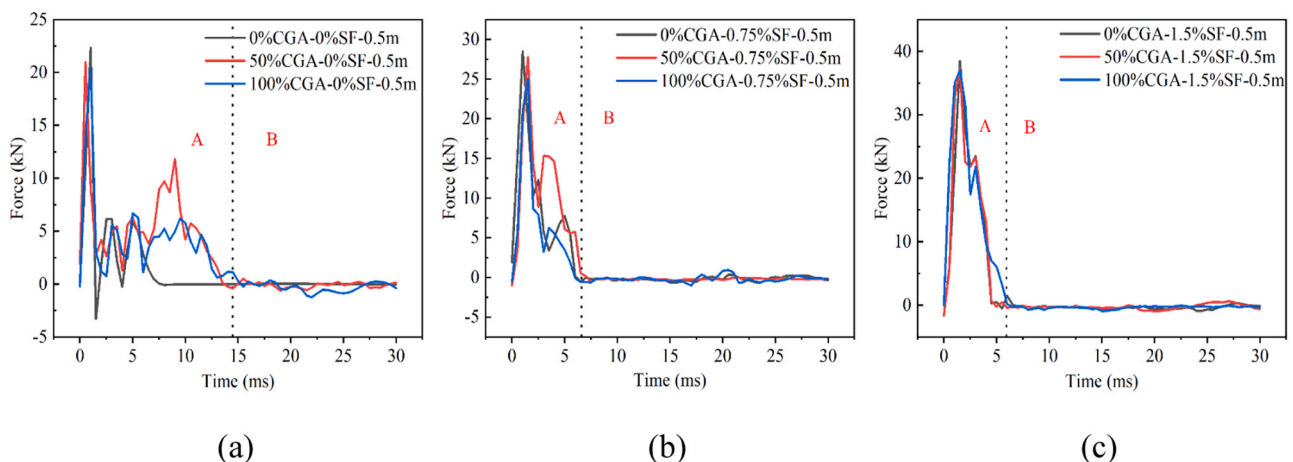 25
20
15
10
5
0
-5
Force (kN)
0%CGA-0%SF-0.5m
50%CGA-0%SF-0.5m
100%CGA-0%SF-0.5m
A
B
0 5 10 15 20 25 30
Time (ms)
(a)
35
30
25
20
15
10
5
0
-5
Force (kN)
0%CGA-0.75%SF-0.5m
50%CGA-0.75%SF-0.5m
100%CGA-0.75%SF-0.5m
A
B
0 5 10 15 20 25 30
Time (ms)
(b)
40
30
20
10
0
Force (kN)
0%CGA-1.5%SF-0.5m
50%CGA-1.5%SF-0.5m
100%CGA-1.5%SF-0.5m
A
B
0 5 10 15 20 25 30
Time (ms)
(c)